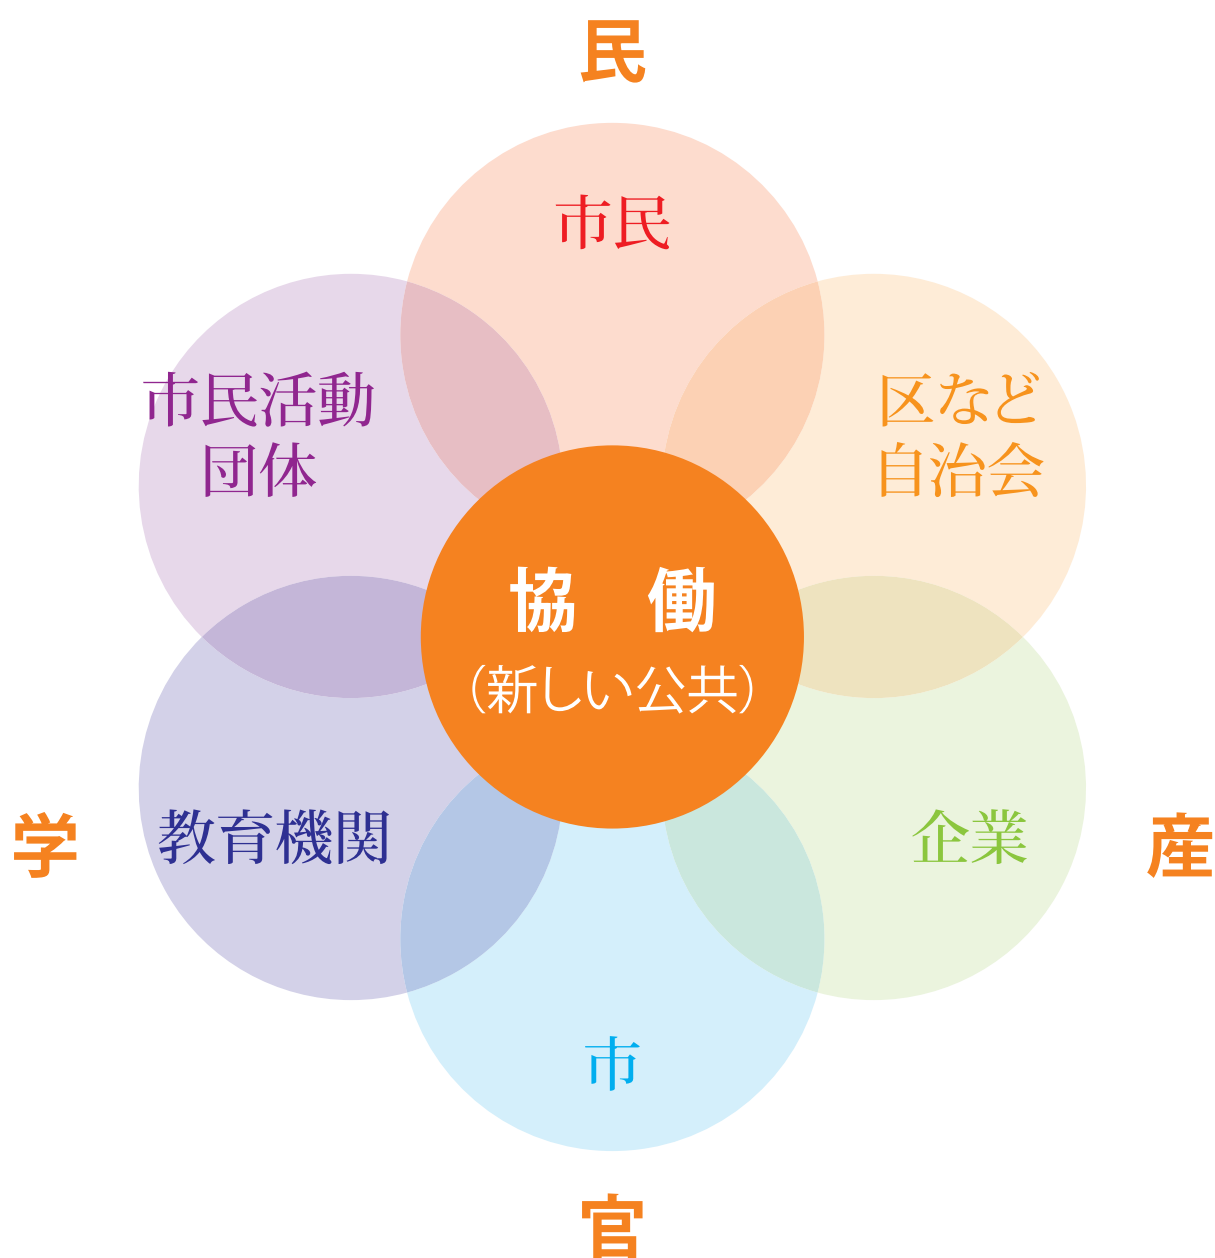 民
市民
市民活動
団体
区など
自治会
協　働
（新しい公共）
学
教育機関
企業
産
市
官